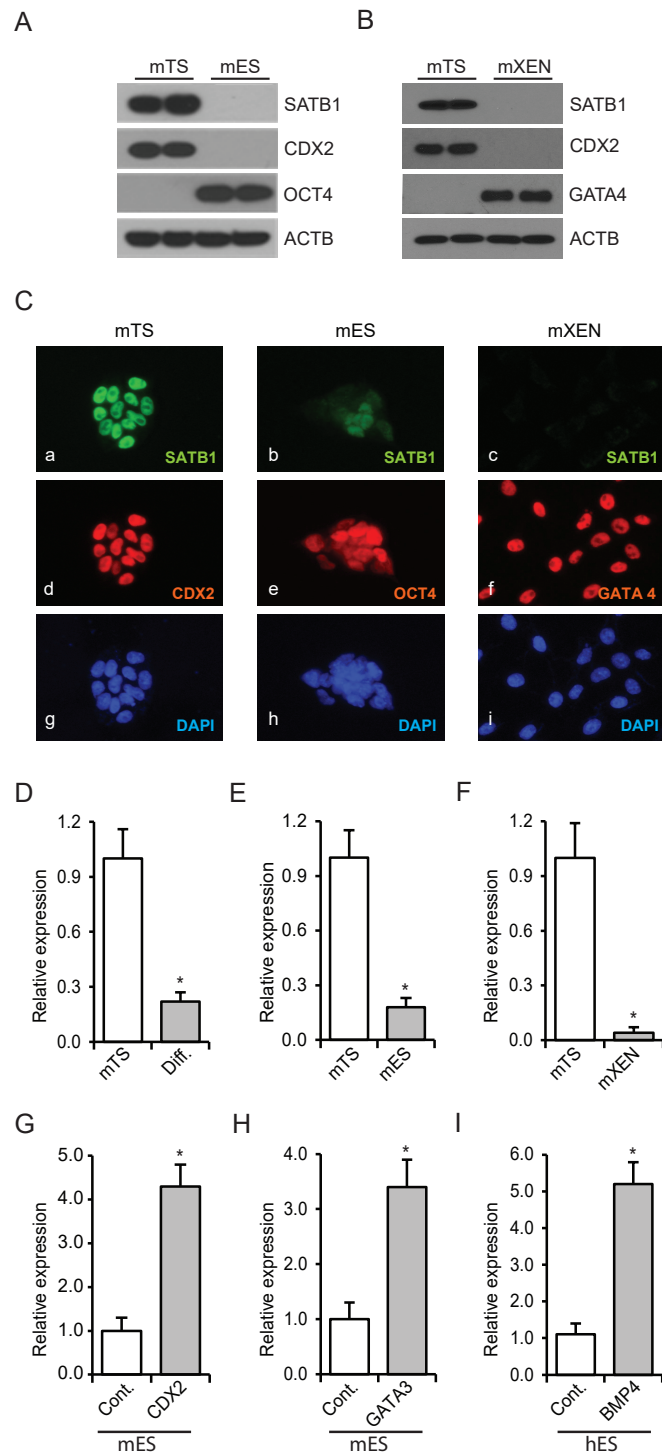 A
mTS mES
SATB1
CDX2
OCT4
ACTB
B
mTS mXEN
SATB1
CDX2
GATA4
ACTB
C
mTS mES mXEN
a SATB1 b SATB1 c SATB1
d CDX2 e OCT4 f GATA 4
g DAPI h DAPI i DAPI
D
Relative expression
1.2
0.9
0.6
0.3
0.0
*
mTS Diff.
E
Relative expression
1.2
0.9
0.6
0.3
0.0
*
mTS mES
F
Relative expression
1.2
0.9
0.6
0.3
0.0
*
mTS mXEN
G
Relative expression
5.0
4.0
3.0
2.0
1.0
0.0
*
Cont. CDX2
mES
H
Relative expression
4.0
3.0
2.0
1.0
0.0
*
Cont. GATA3
mES
I
Relative expression
6.0
5.0
4.0
3.0
2.0
1.0
0.0
*
Cont. BMP4
hES